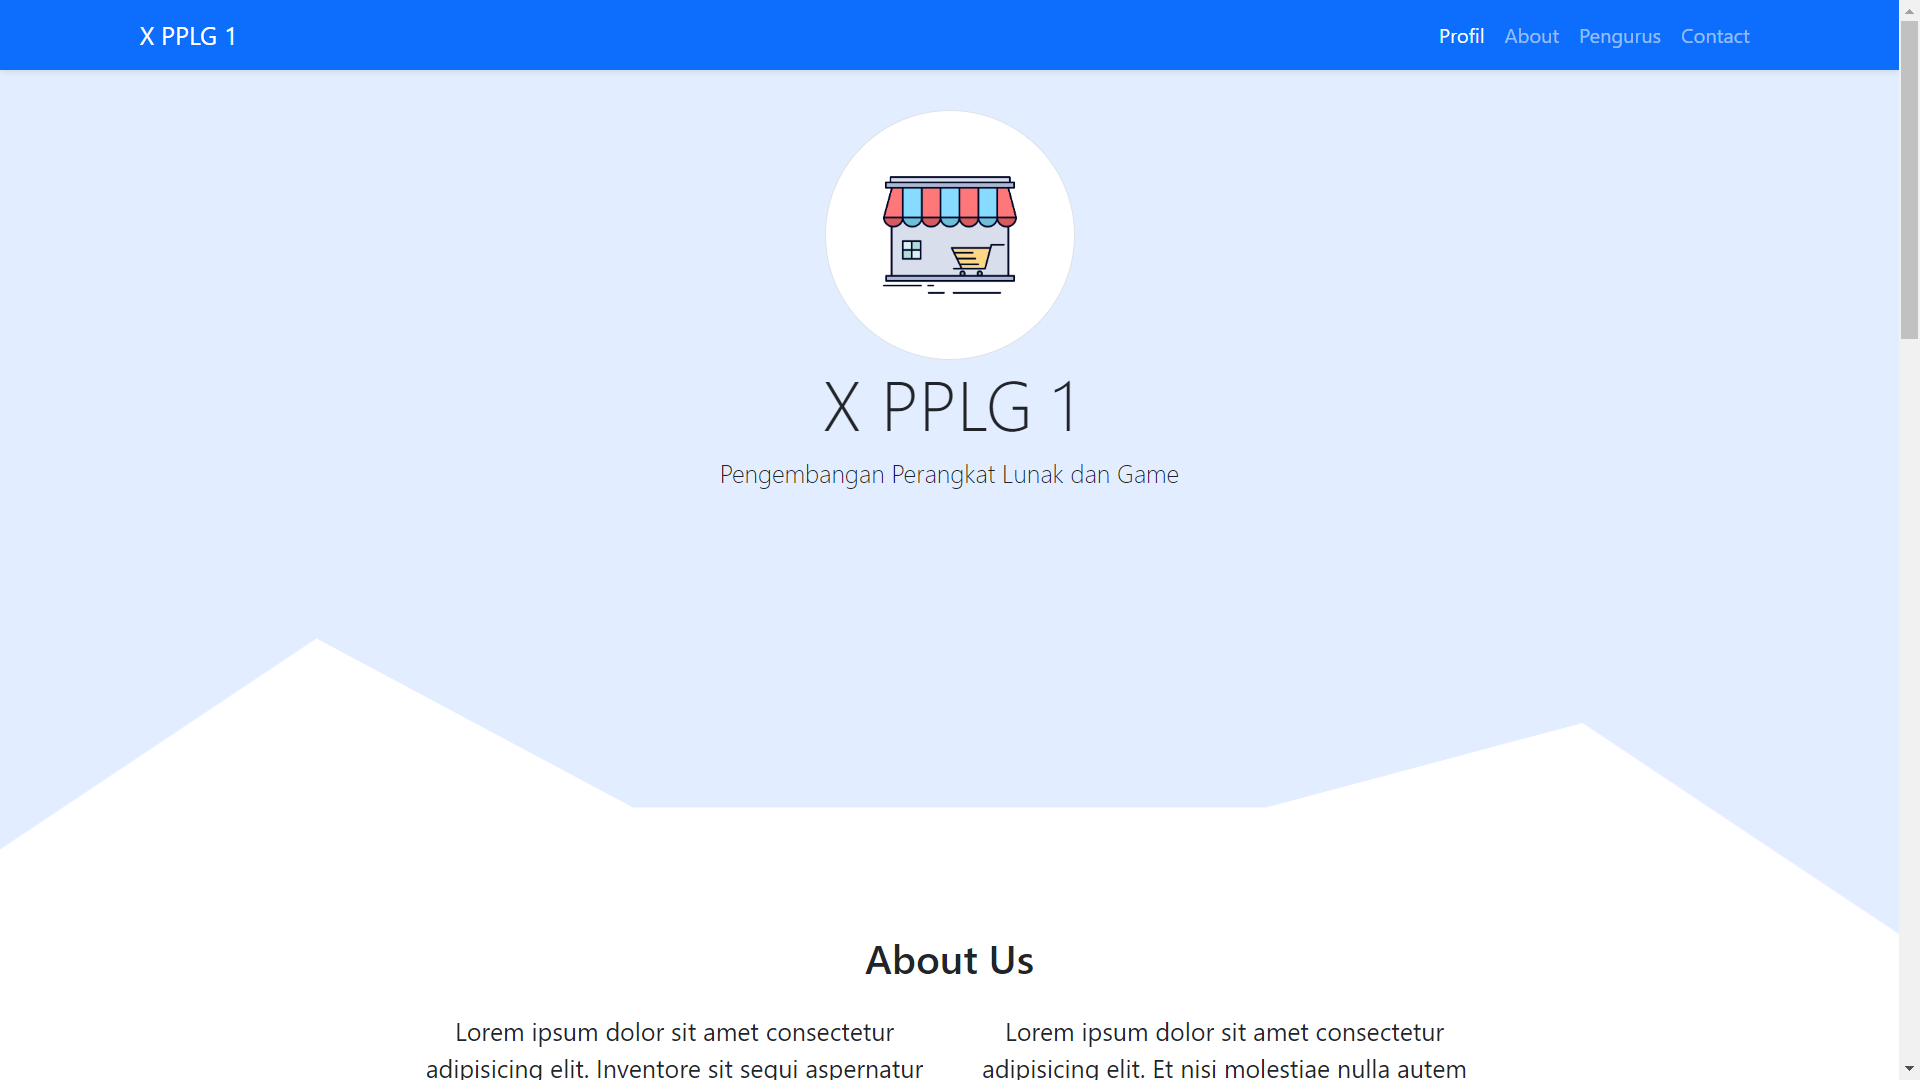 X PPLG 1
Profil About Pengurus Contact
X PPLG 1
Pengembangan Perangkat Lunak dan Game
About Us
Lorem ipsum dolor sit amet consectetur
adipisicing elit. Inventore sit sequi aspernatur
Lorem ipsum dolor sit amet consectetur
adipisicing elit. Et nisi molestiae nulla autem